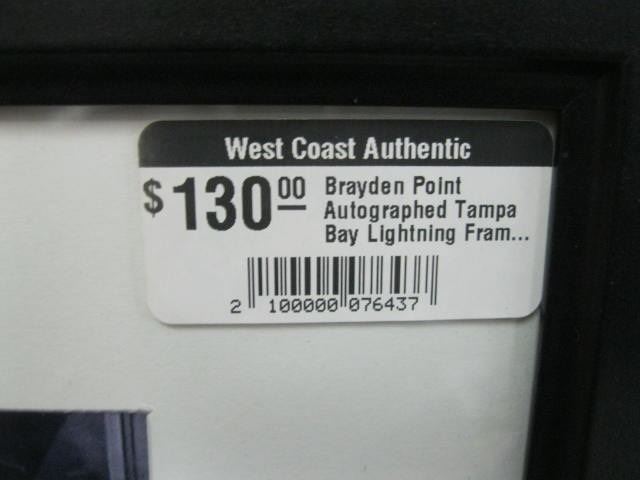 West Coast Authentic
$130.00 Brayden Point
Autographed Tampa
Bay Lightning Fram...
2 100000 076437